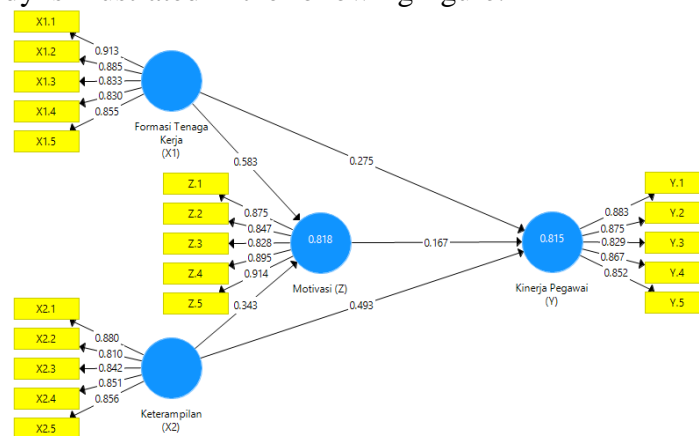 X1.1
X1.2
X1.3
X1.4
X1.5
0.913
0.885
0.833
0.830
0.855
Formasi Tenaga
Kerja
(X1)
0.583
0.275
Z.1
Z.2
Z.3
Z.4
Z.5
0.875
0.847
0.828
0.895
0.914
0.818
Motivasi (Z)
0.167
Y.1
Y.2
Y.3
Y.4
Y.5
0.883
0.875
0.829
0.867
0.852
0.815
Kinerja Pegawai
(Y)
0.343
0.493
X2.1
X2.2
X2.3
X2.4
X2.5
0.880
0.810
0.842
0.851
0.856
Keterampilan
(X2)